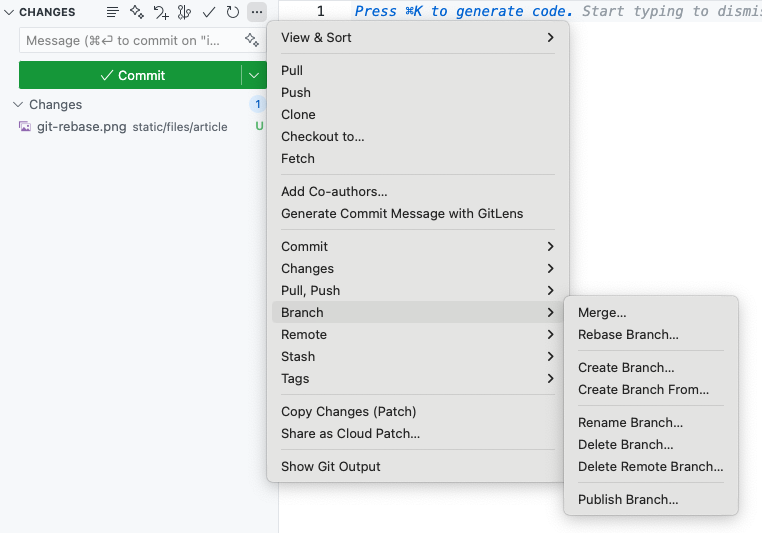 CHANGES
Message (⌘⏎ to commit on "i...
Commit
Changes
1
git-rebase.png static/files/article
U
1
Press ⌘K to generate code. Start typing to dismis
View & Sort
Pull
Push
Clone
Checkout to...
Fetch
Add Co-authors...
Generate Commit Message with GitLens
Commit
Changes
Pull, Push
Branch
Remote
Stash
Tags
Copy Changes (Patch)
Share as Cloud Patch...
Show Git Output
Merge...
Rebase Branch...
Create Branch...
Create Branch From...
Rename Branch...
Delete Branch...
Delete Remote Branch...
Publish Branch...